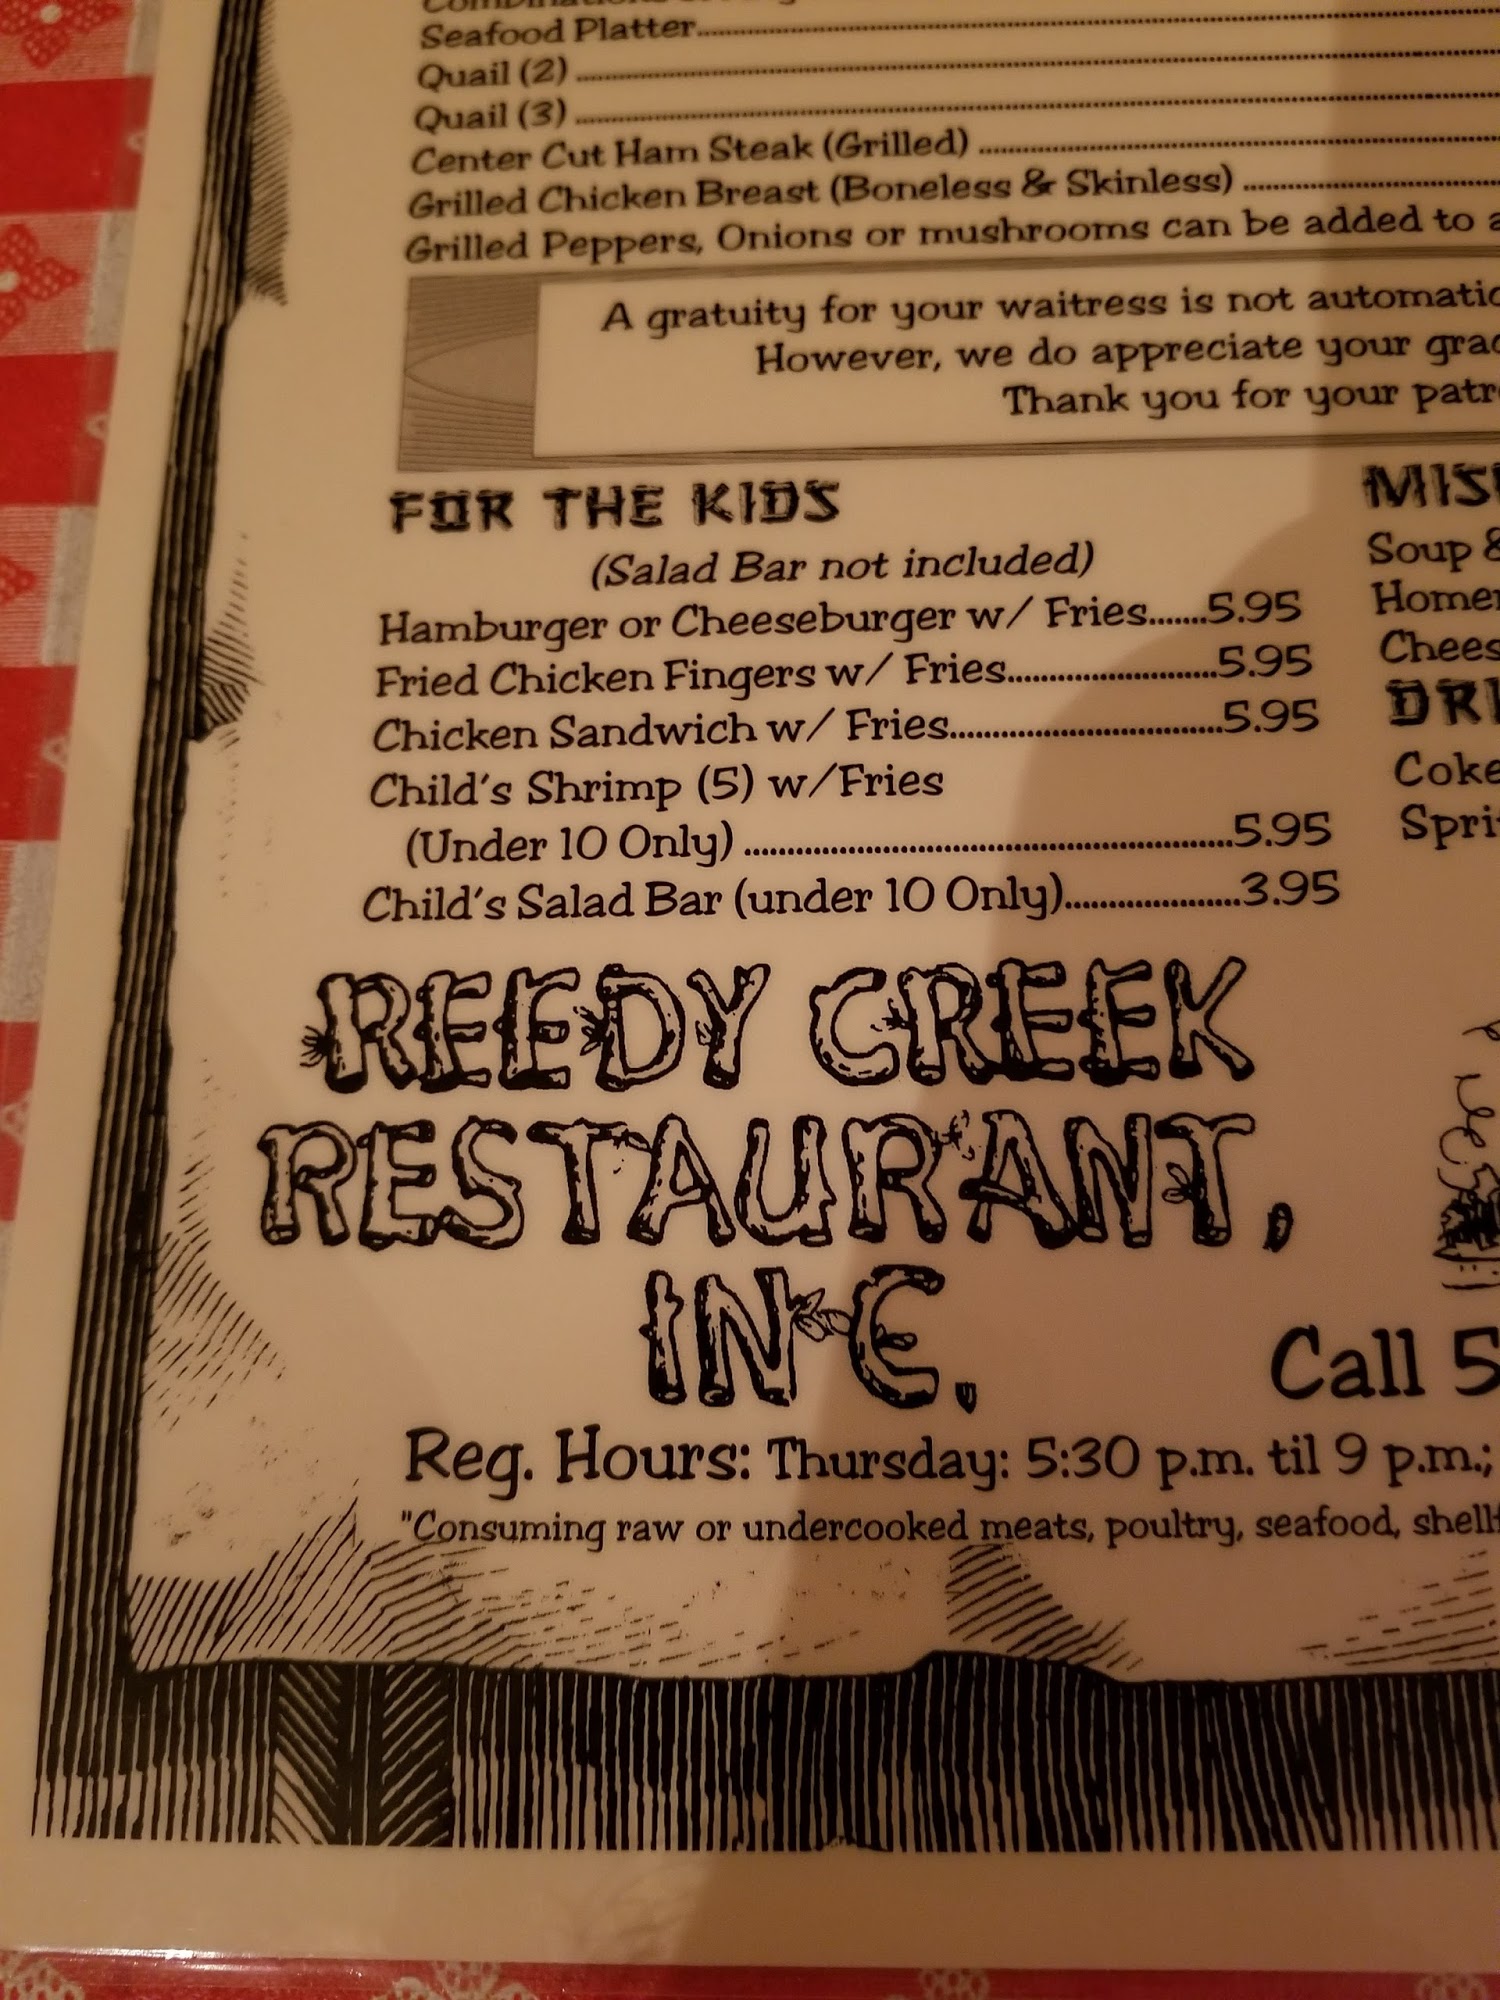 Seafood Platter
Quail (2)
Quail (3)
Center Cut Ham Steak (Grilled)
Grilled Chicken Breast (Boneless & Skinless)
Grilled Peppers, Onions or mushrooms can be added to a
A gratuity for your waitress is not
However, we do appreciate your
Thank you for your
FOR THE KIDS
(Salad Bar not included)
Hamburger or Cheeseburger w/ Fries.......5.95
Fried Chicken Fingers w/ Fries.........................5.95
Chicken Sandwich w/ Fries................................5.95
Child's Shrimp (5) w/Fries
(Under 10 Only) .........................................................5.95
Child's Salad Bar (under 10 Only).....................3.95
Soup &
Coke
REEDY CREEK
RESTAURANT,
INC.
Call 5
Reg. Hours: Thursday: 5:30 p.m. til 9 p.m.;
"Consuming raw or undercooked meats, poultry, seafood,